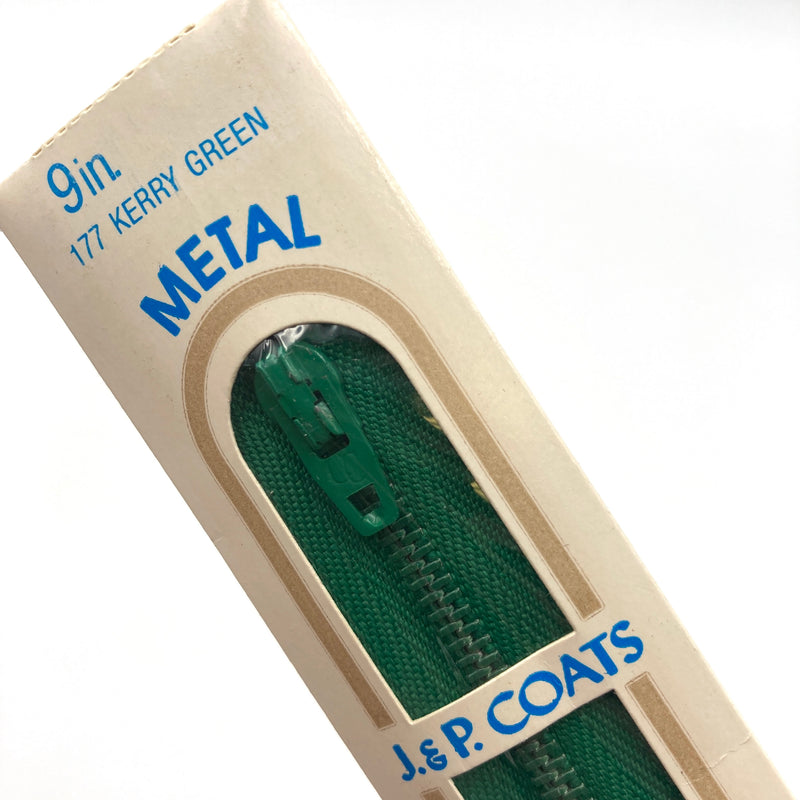 9in.
177 KERRY GREEN
METAL
J.&P. COATS